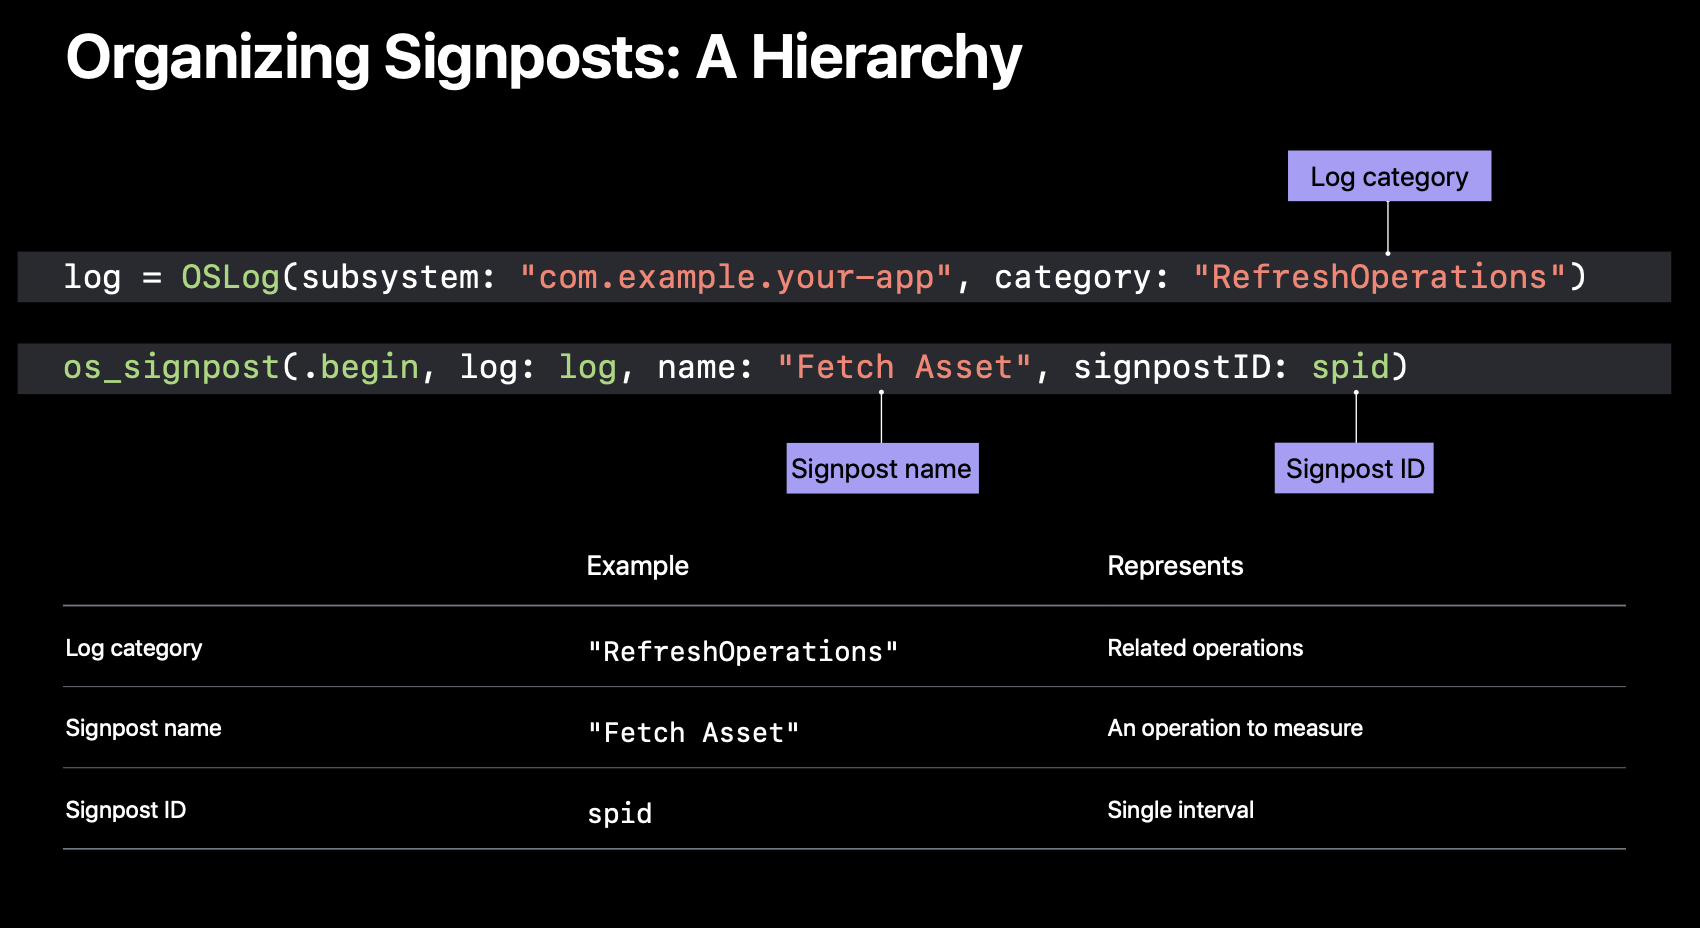 Organizing Signposts: A Hierarchy
Log category
log = OSLog(subsystem: "com.example.your-app", category: "RefreshOperations")
os_signpost(.begin, log: log, name: "Fetch Asset", signpostID: spid)
Signpost name
Signpost ID
Example
Represents
Log category
"RefreshOperations"
Related operations
Signpost name
"Fetch Asset"
An operation to measure
Signpost ID
spid
Single interval